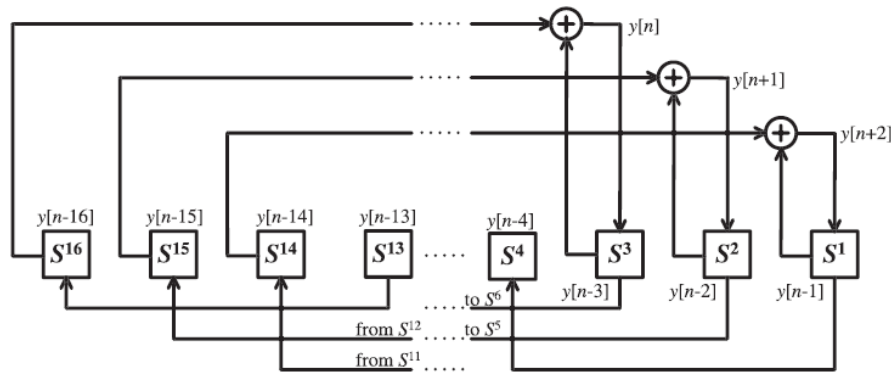 + y[n]
+ y[n+1]
+ y[n+2]
y[n-16] y[n-15] y[n-14] y[n-13] y[n-4]
S¹⁶ S¹⁵ S¹⁴ S¹³ ..... S⁴ S³ S² S¹
y[n-3] y[n-2] y[n-1]
..... to S⁶
from S¹² ..... to S⁵
from S¹¹ .....